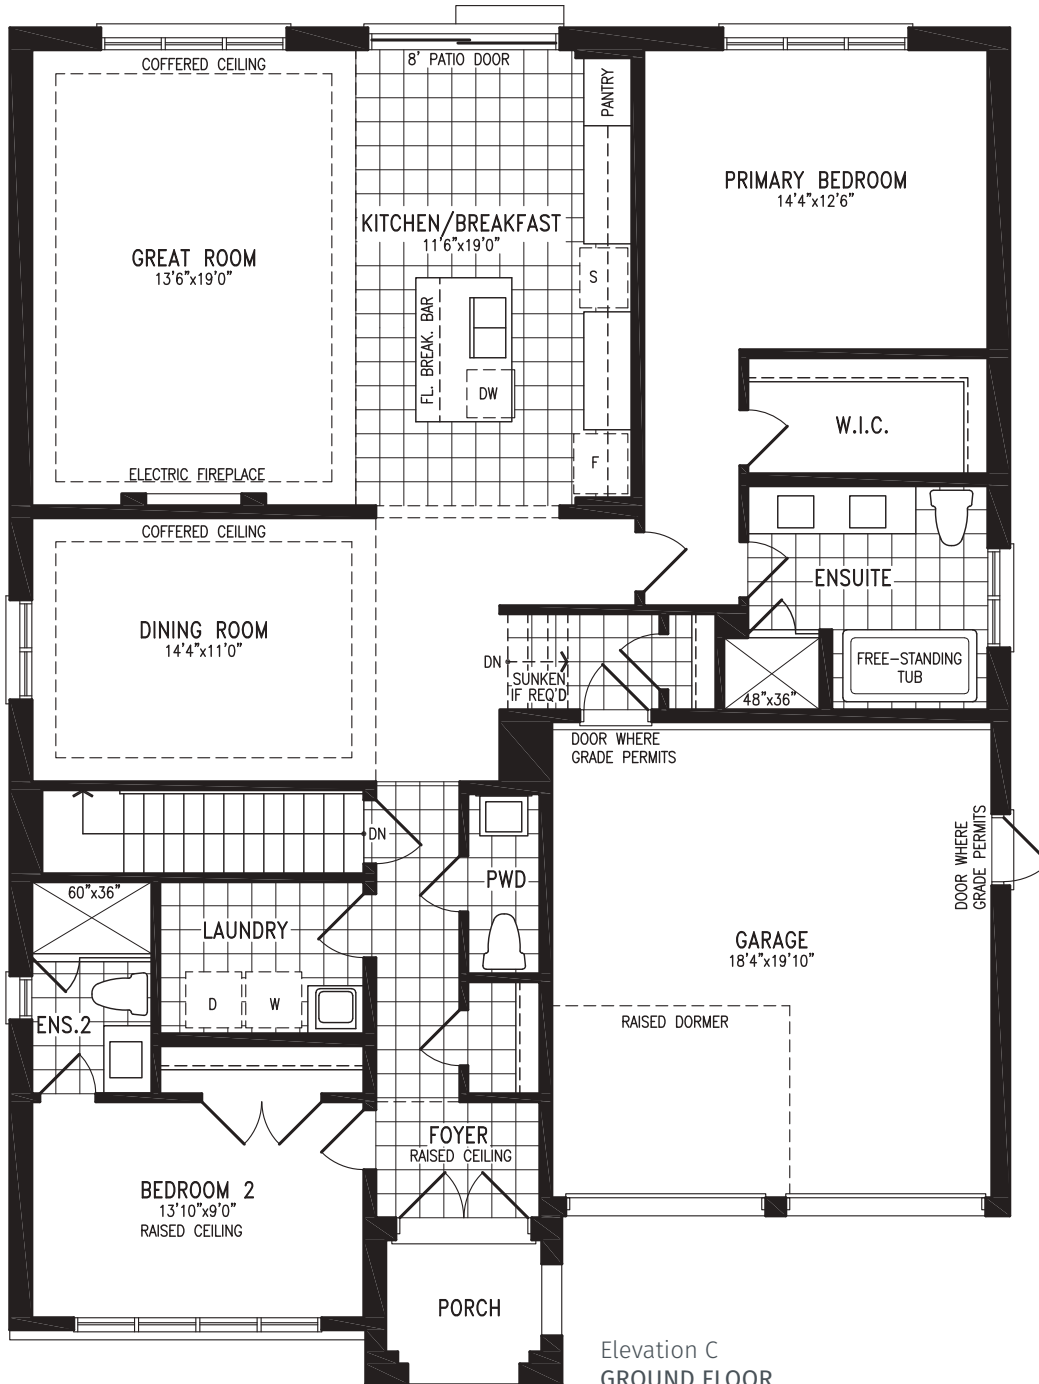 COFFERED CEILING
8' PATIO DOOR
PANTRY
PRIMARY BEDROOM
14'4"x12'6"
KITCHEN/BREAKFAST
11'6"x19'0"
GREAT ROOM
13'6"x19'0"
S
FL. BREAK. BAR
DW
W.I.C.
F
ELECTRIC FIREPLACE
COFFERED CEILING
ENSUITE
DINING ROOM
14'4"x11'0"
DN
SUNKEN
IF REQ'D
FREE-STANDING
TUB
48"x36"
DOOR WHERE
GRADE PERMITS
DOOR WHERE
GRADE PERMITS
DN
60"x36"
PWD
LAUNDRY
GARAGE
18'4"x19'10"
D
W
ENS.2
RAISED DORMER
FOYER
RAISED CEILING
BEDROOM 2
13'10"x9'0"
RAISED CEILING
PORCH
Elevation C
GROUND FLOOR